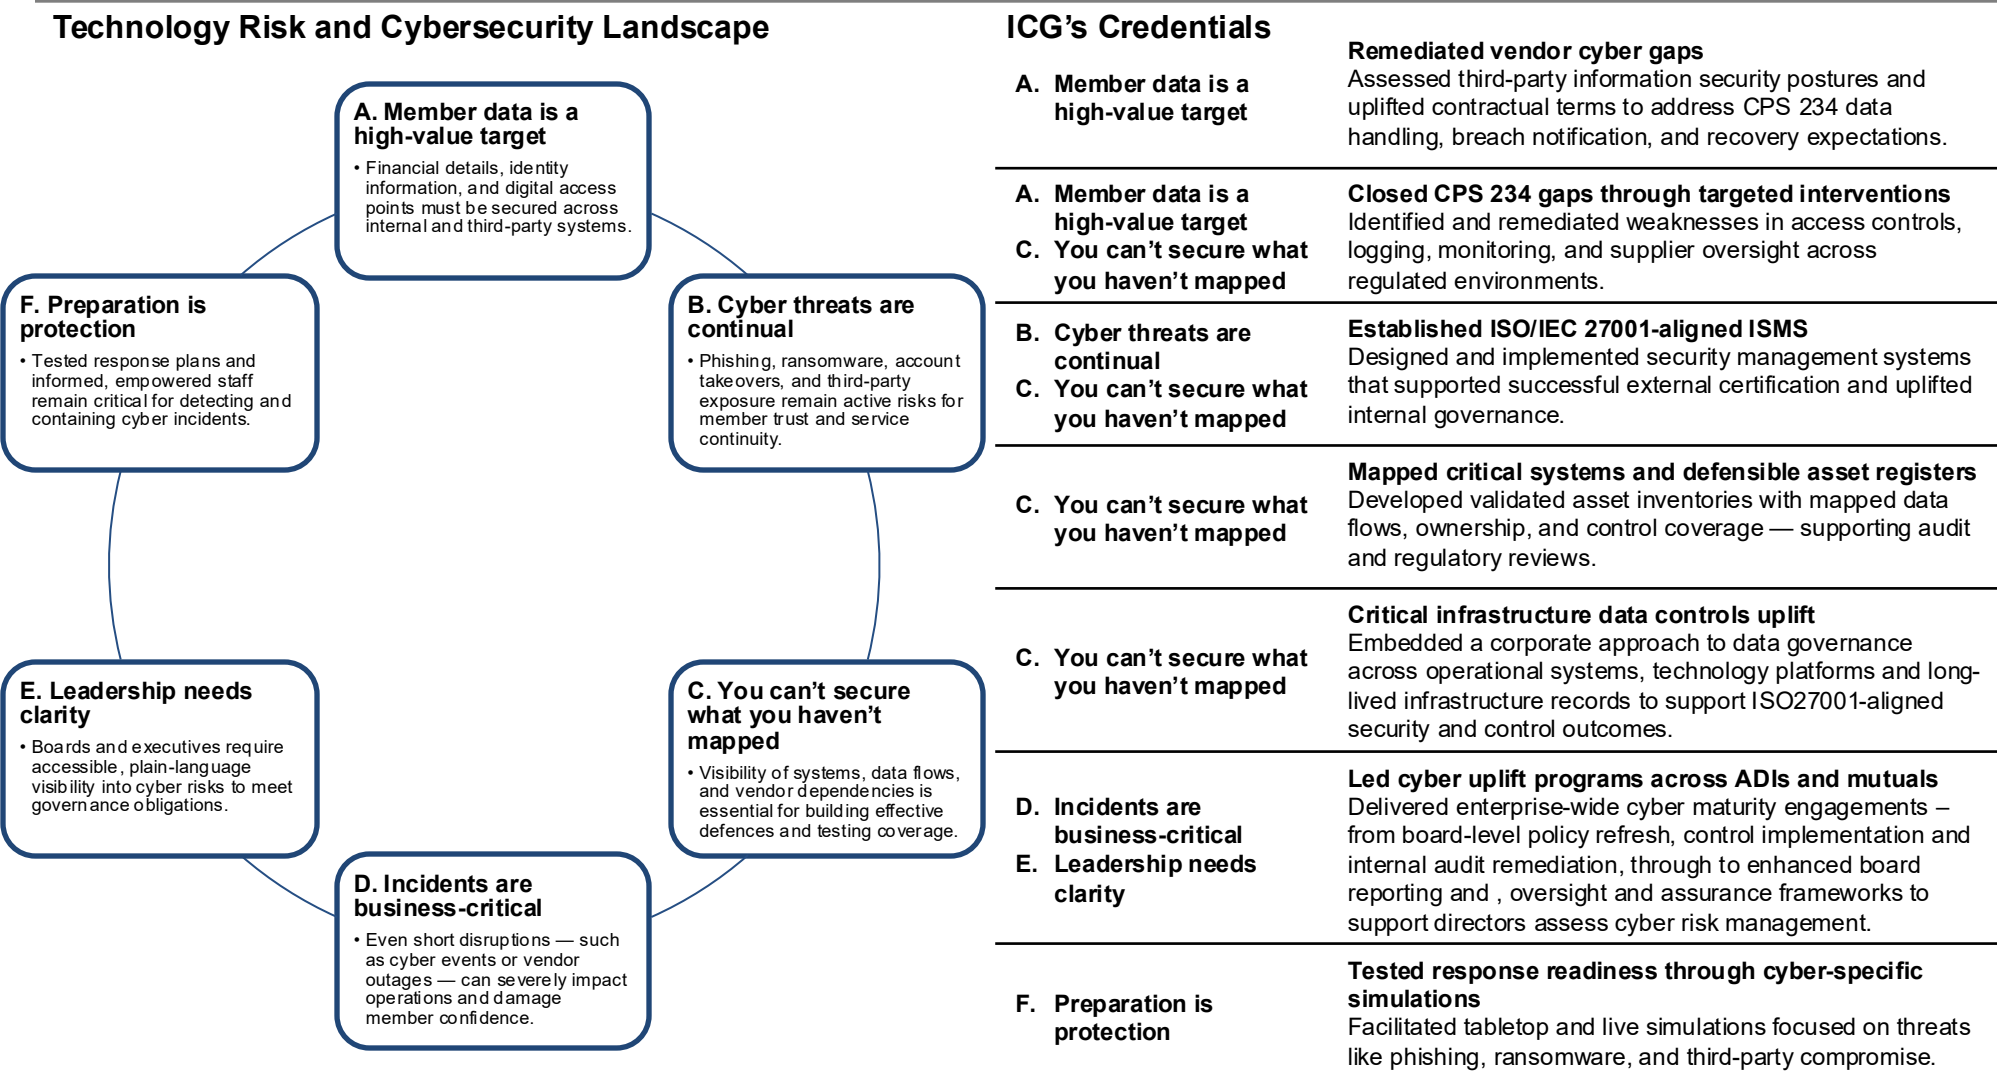 Technology Risk and Cybersecurity Landscape
A. Member data is a
high-value target
• Financial details, identity
information, and digital access
points must be secured across
internal and third-party systems.
B. Cyber threats are
continual
• Phishing, ransomware, account
takeovers, and third-party
exposure remain active risks for
member trust and service
continuity.
C. You can’t secure
what you haven’t
mapped
• Visibility of systems, data flows,
and vendor dependencies is
essential for building effective
defences and testing coverage.
D. Incidents are
business-critical
• Even short disruptions — such
as cyber events or vendor
outages — can severely impact
operations and damage
member confidence.
E. Leadership needs
clarity
• Boards and executives require
accessible, plain-language
visibility into cyber risks to meet
governance obligations.
F. Preparation is
protection
• Tested response plans and
informed, empowered staff
remain critical for detecting and
containing cyber incidents.
ICG’s Credentials
A. Member data is a
high-value target
Remediated vendor cyber gaps
Assessed third-party information security postures and
uplifted contractual terms to address CPS 234 data
handling, breach notification, and recovery expectations.
A. Member data is a
high-value target
C. You can’t secure what
you haven’t mapped
Closed CPS 234 gaps through targeted interventions
Identified and remediated weaknesses in access controls,
logging, monitoring, and supplier oversight across
regulated environments.
B. Cyber threats are
continual
C. You can’t secure what
you haven’t mapped
Established ISO/IEC 27001-aligned ISMS
Designed and implemented security management systems
that supported successful external certification and uplifted
internal governance.
C. You can’t secure what
you haven’t mapped
Mapped critical systems and defensible asset registers
Developed validated asset inventories with mapped data
flows, ownership, and control coverage — supporting audit
and regulatory reviews.
C. You can’t secure what
you haven’t mapped
Critical infrastructure data controls uplift
Embedded a corporate approach to data governance
across operational systems, technology platforms and long-
lived infrastructure records to support ISO27001-aligned
security and control outcomes.
D. Incidents are
business-critical
E. Leadership needs
clarity
Led cyber uplift programs across ADIs and mutuals
Delivered enterprise-wide cyber maturity engagements –
from board-level policy refresh, control implementation and
internal audit remediation, through to enhanced board
reporting and , oversight and assurance frameworks to
support directors assess cyber risk management.
F. Preparation is
protection
Tested response readiness through cyber-specific
simulations
Facilitated tabletop and live simulations focused on threats
like phishing, ransomware, and third-party compromise.